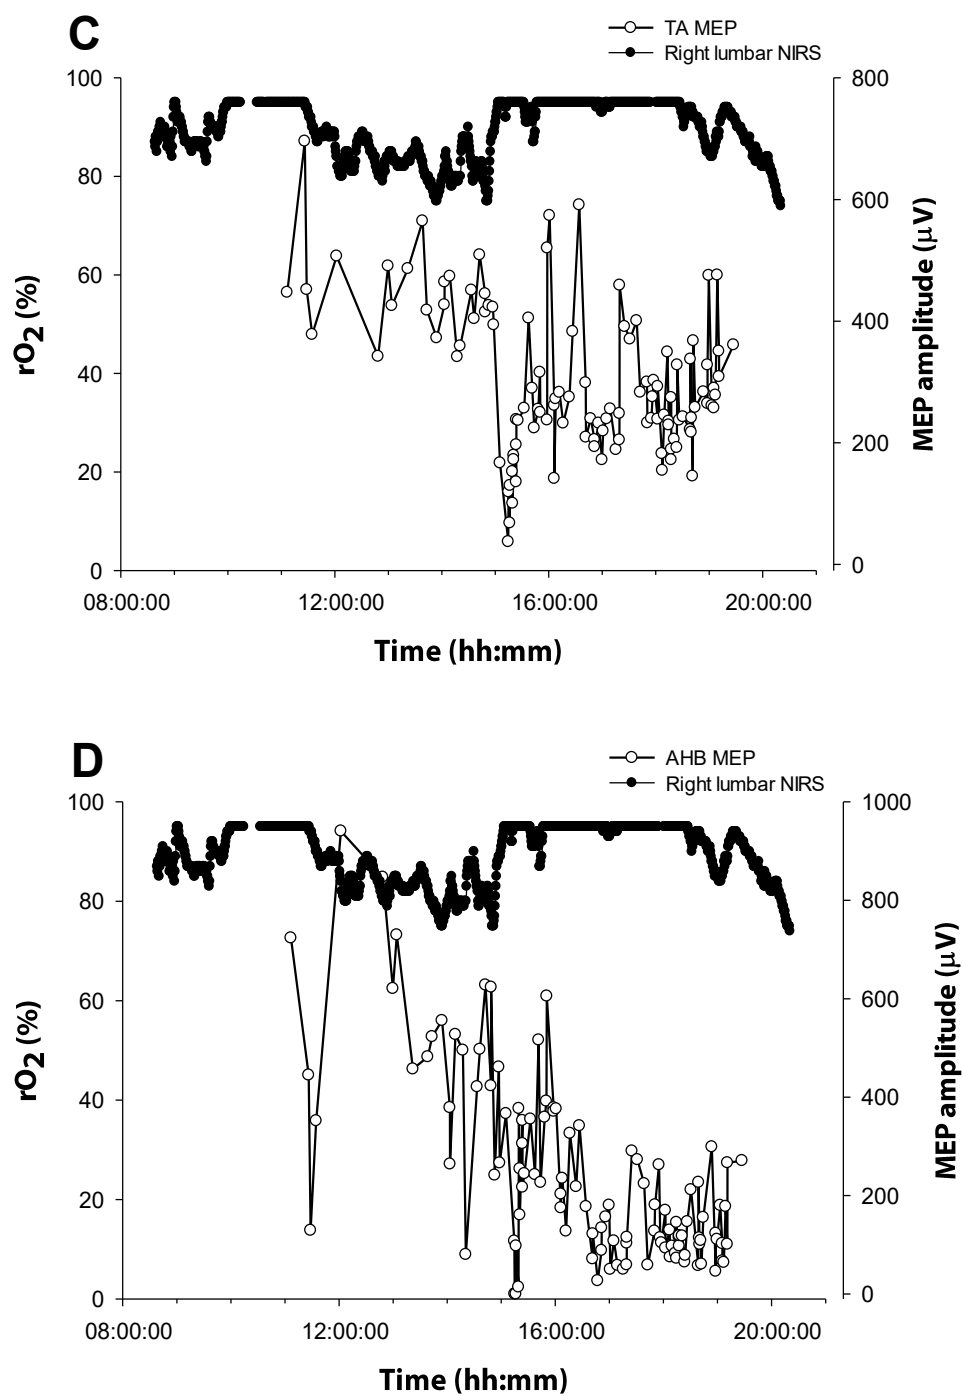 C
TA MEP
Right lumbar NIRS
100
80
60
40
20
0
800
600
400
200
0
rO2 (%)
MEP amplitude (µV)
08:00:00 12:00:00 16:00:00 20:00:00
Time (hh:mm)
D
AHB MEP
Right lumbar NIRS
100
80
60
40
20
0
1000
800
600
400
200
0
rO2 (%)
MEP amplitude (µV)
08:00:00 12:00:00 16:00:00 20:00:00
Time (hh:mm)